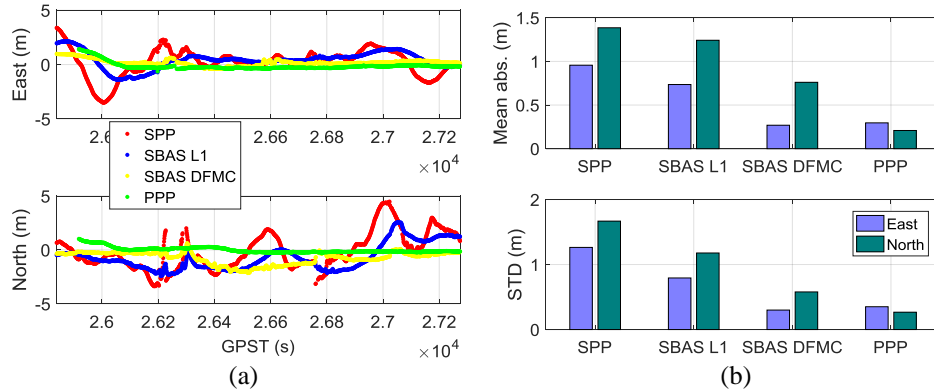 East (m)
5
0
-5
2.6 2.62 2.64 2.66 2.68 2.7 2.72
×10⁴
SPP
SBAS L1
SBAS DFMC
PPP
North (m)
5
0
-5
2.6 2.62 2.64 2.66 2.68 2.7 2.72
GPST (s)
×10⁴
(a)
Mean abs. (m)
1.5
1
0.5
0
SPP SBAS L1 SBAS DFMC PPP
STD (m)
2
1
0
East
North
SPP SBAS L1 SBAS DFMC PPP
(b)